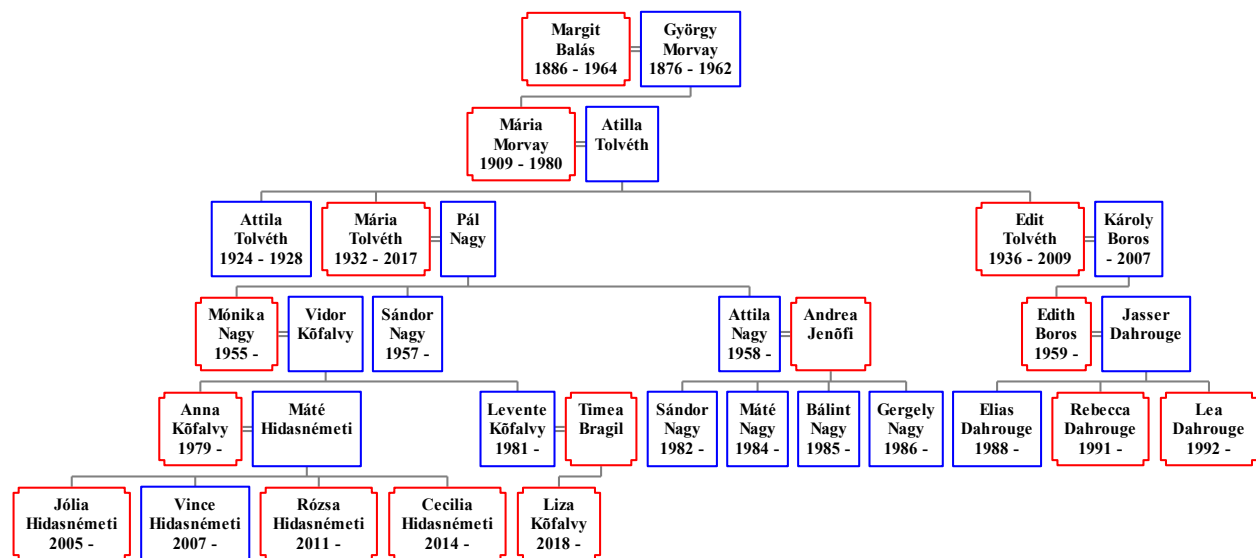 Margit
Balás
1886 - 1964
György
Morvay
1876 - 1962
Mária
Morvay
1909 - 1980
Atilla
Tolvéth
Attila
Tolvéth
1924 - 1928
Mária
Tolvéth
1932 - 2017
Pál
Nagy
Edit
Tolvéth
1936 - 2009
Károly
Boros
- 2007
Mónika
Nagy
1955 -
Vidor
Kõfalvy
Sándor
Nagy
1957 -
Attila
Nagy
1958 -
Andrea
Jenõfi
Edith
Boros
1959 -
Jasser
Dahrouge
Anna
Kõfalvy
1979 -
Máté
Hidasnémeti
Levente
Kõfalvy
1981 -
Timea
Bragil
Sándor
Nagy
1982 -
Máté
Nagy
1984 -
Bálint
Nagy
1985 -
Gergely
Nagy
1986 -
Elias
Dahrouge
1988 -
Rebecca
Dahrouge
1991 -
Lea
Dahrouge
1992 -
Jólia
Hidasnémeti
2005 -
Vince
Hidasnémeti
2007 -
Rózsa
Hidasnémeti
2011 -
Cecilia
Hidasnémeti
2014 -
Liza
Kõfalvy
2018 -